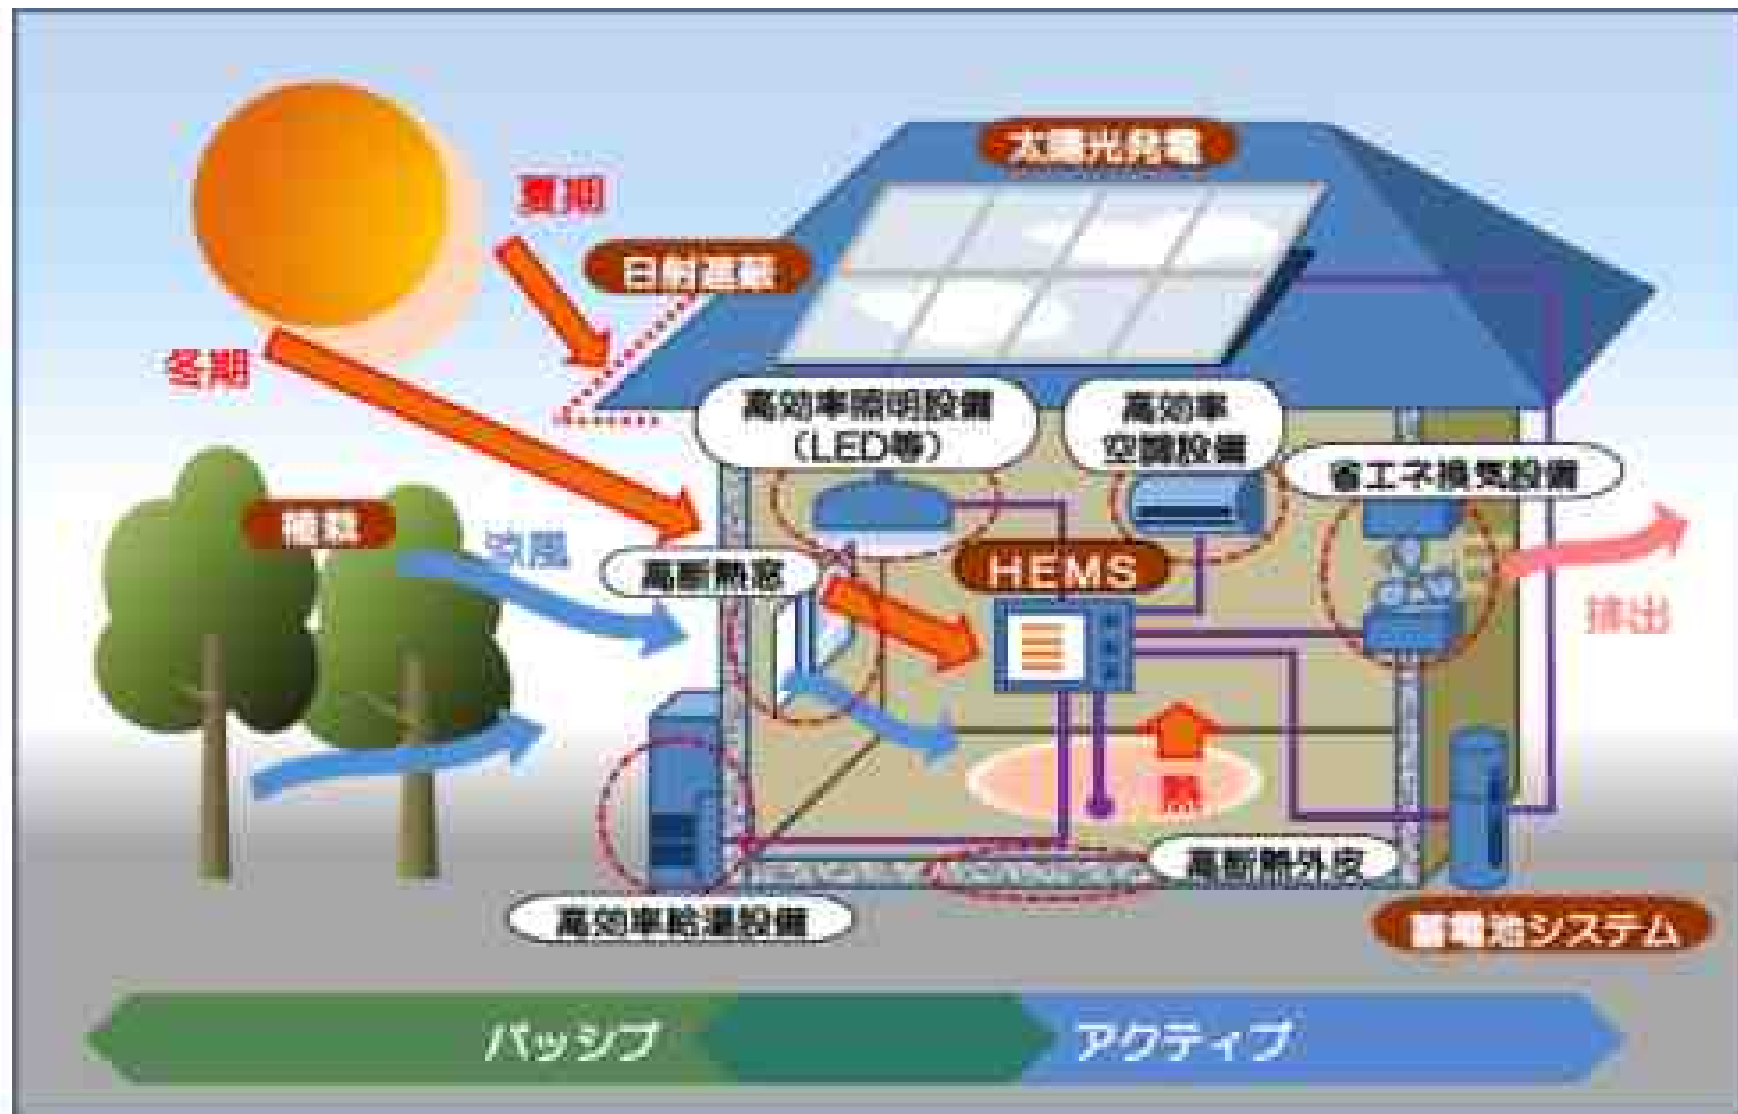 太陽光発電
夏期
日射遮蔽
冬期
高効率照明設備
(LED等)
高効率
空調設備
省エネ換気設備
植栽
涼風
高断熱窓
HEMS
排出
熱
高断熱外皮
高効率給湯設備
蓄電池システム
パッシブ
アクティブ